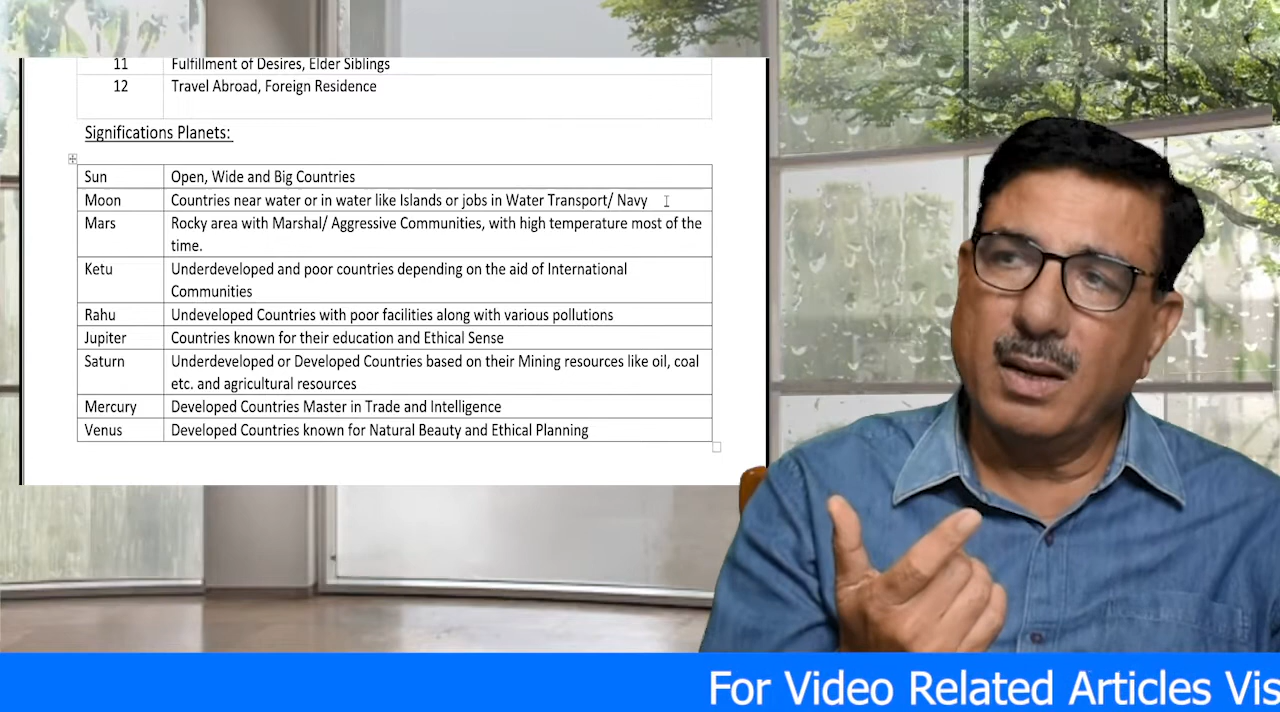 11 Fulfillment of Desires, Elder Siblings
12 Travel Abroad, Foreign Residence
Significations Planets:
Sun Open, Wide and Big Countries
Moon Countries near water or in water like Islands or jobs in Water Transport/ Navy
Mars Rocky area with Marshal/ Aggressive Communities, with high temperature most of the
time.
Ketu Underdeveloped and poor countries depending on the aid of International
Communities
Rahu Undeveloped Countries with poor facilities along with various pollutions
Jupiter Countries known for their education and Ethical Sense
Saturn Underdeveloped or Developed Countries based on their Mining resources like oil, coal
etc. and agricultural resources
Mercury Developed Countries Master in Trade and Intelligence
Venus Developed Countries known for Natural Beauty and Ethical Planning
For Video Related Articles Vis